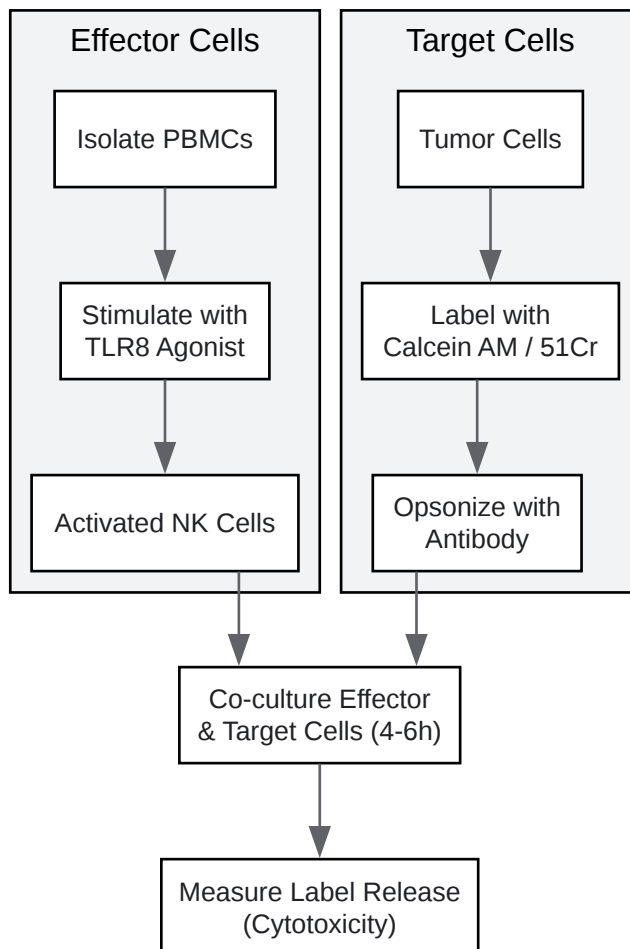 Effector Cells
Isolate PBMCs
Stimulate with
TLR8 Agonist
Activated NK Cells
Target Cells
Tumor Cells
Label with
Calcein AM / 51Cr
Opsonize with
Antibody
Co-culture Effector
& Target Cells (4-6h)
Measure Label Release
(Cytotoxicity)